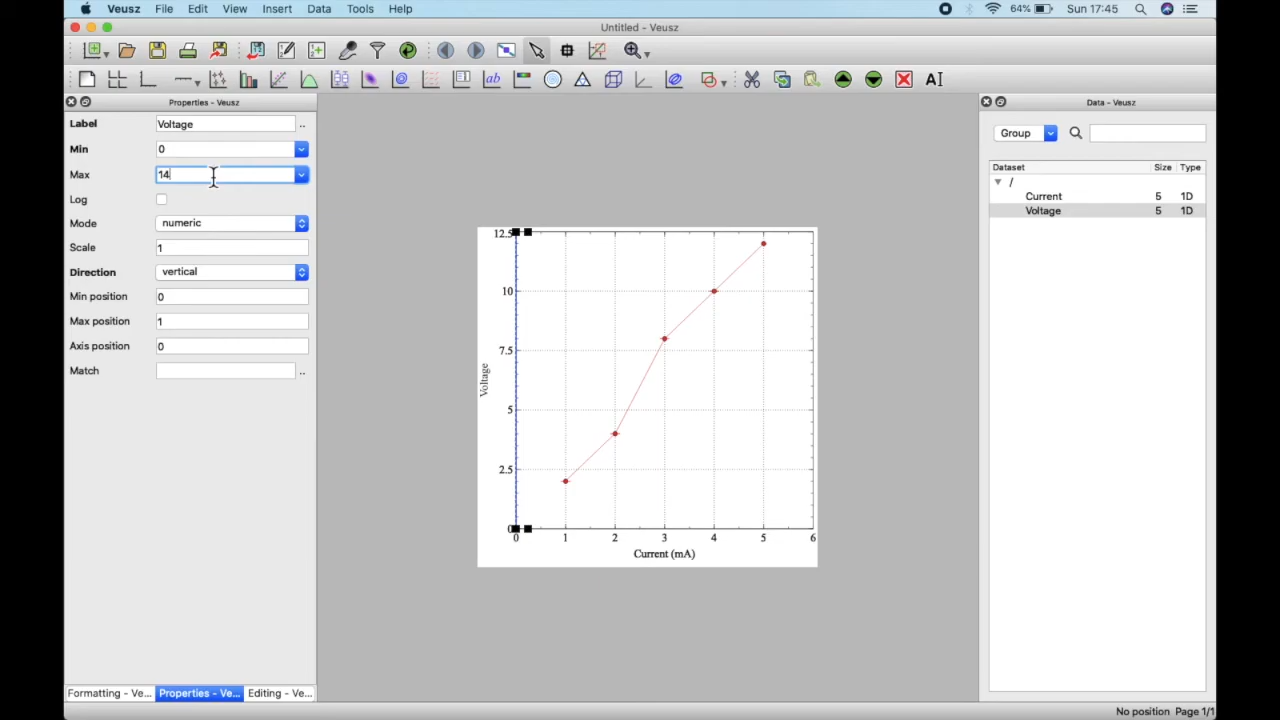 Veusz File Edit View Insert Data Tools Help 64% Sun 17:45
Untitled - Veusz
Properties - Veusz
Data - Veusz
Label Voltage ..
Min 0
Max 14
Log
Mode numeric
Scale 1
Direction vertical
Min position 0
Max position 1
Axis position 0
Match ..
Group
Dataset Size Type
/
Current 5 1D
Voltage 5 1D
12.5
10
7.5
5
2.5
0
Voltage
0 1 2 3 4 5 6
Current (mA)
Formatting - Ve... Properties - Ve... Editing - Ve...
No position Page 1/1